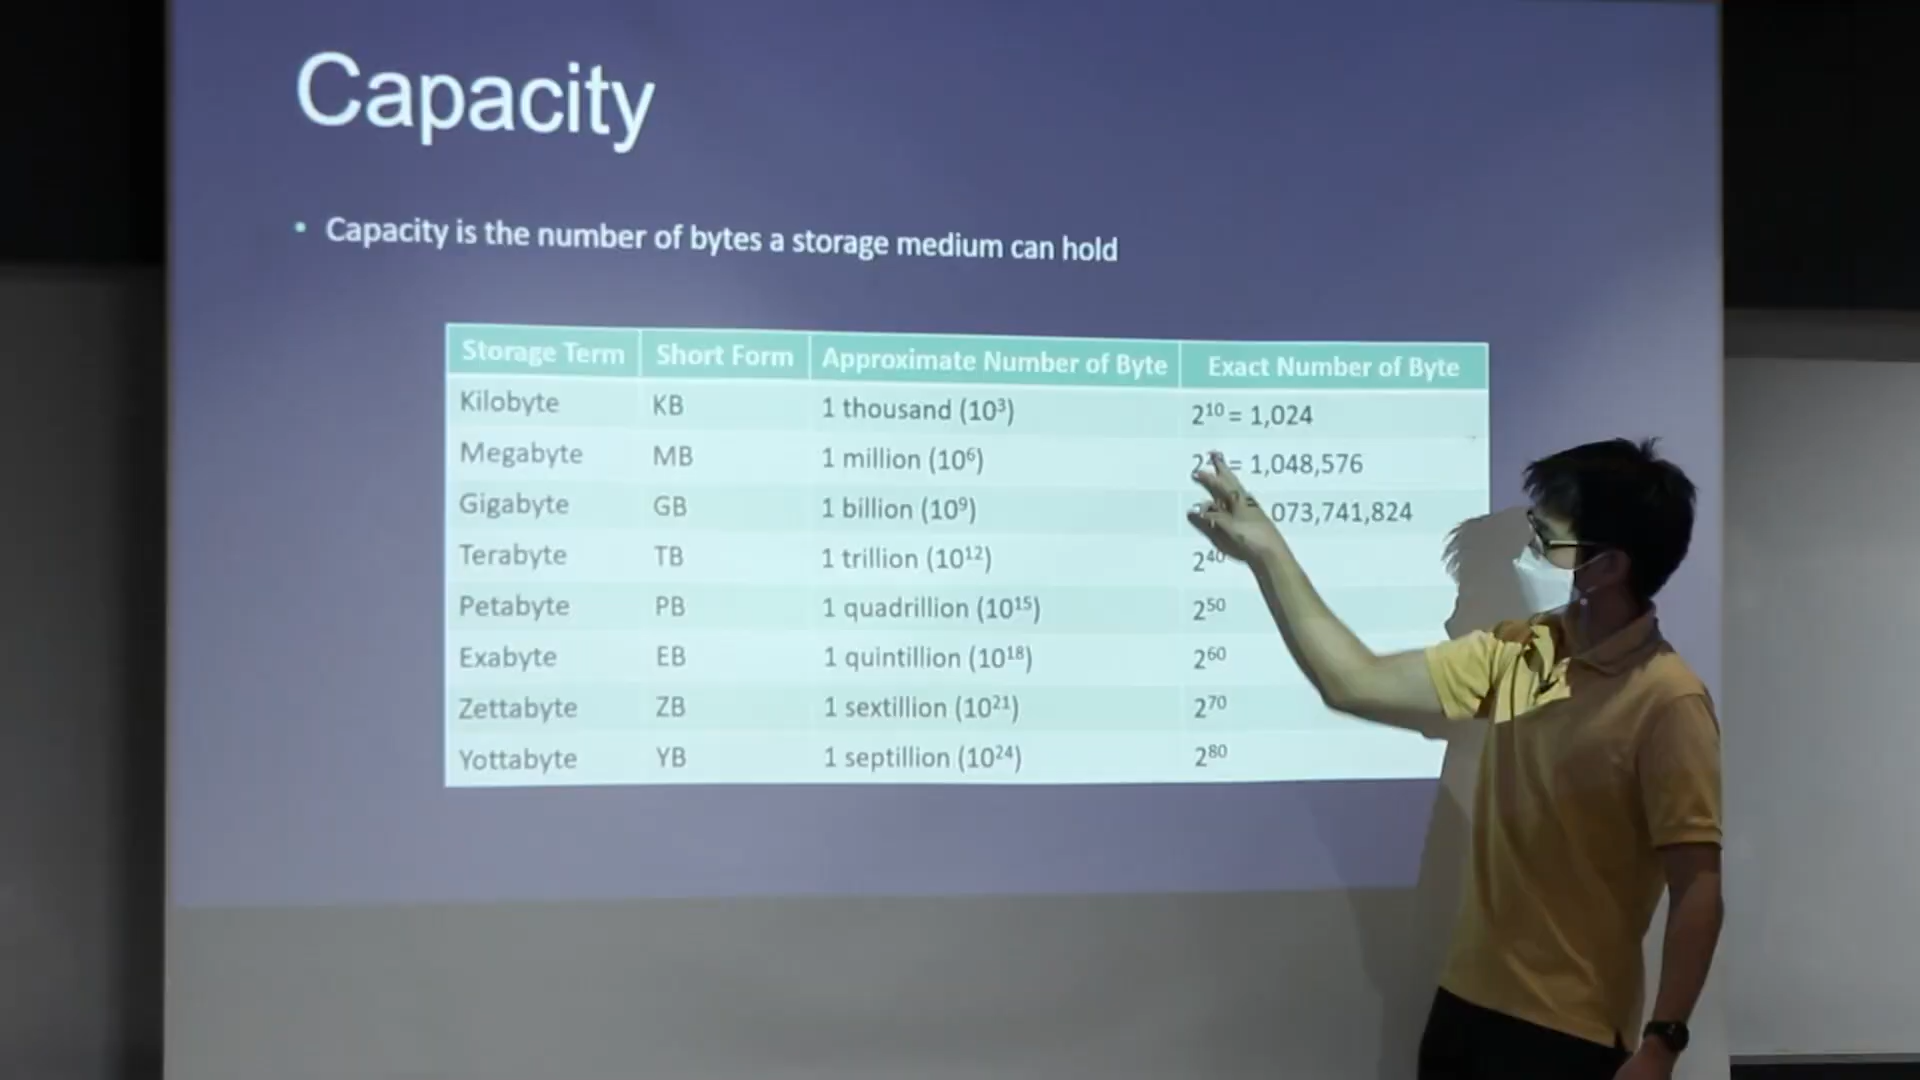 Capacity
• Capacity is the number of bytes a storage medium can hold
Storage Term Short Form Approximate Number of Byte Exact Number of Byte
Kilobyte KB 1 thousand (10³) 2¹⁰ = 1,024
Megabyte MB 1 million (10⁶) = 1,048,576
Gigabyte GB 1 billion (10⁹) 073,741,824
Terabyte TB 1 trillion (10¹²) 2⁴⁰
Petabyte PB 1 quadrillion (10¹⁵) 2⁵⁰
Exabyte EB 1 quintillion (10¹⁸) 2⁶⁰
Zettabyte ZB 1 sextillion (10²¹) 2⁷⁰
Yottabyte YB 1 septillion (10²⁴) 2⁸⁰